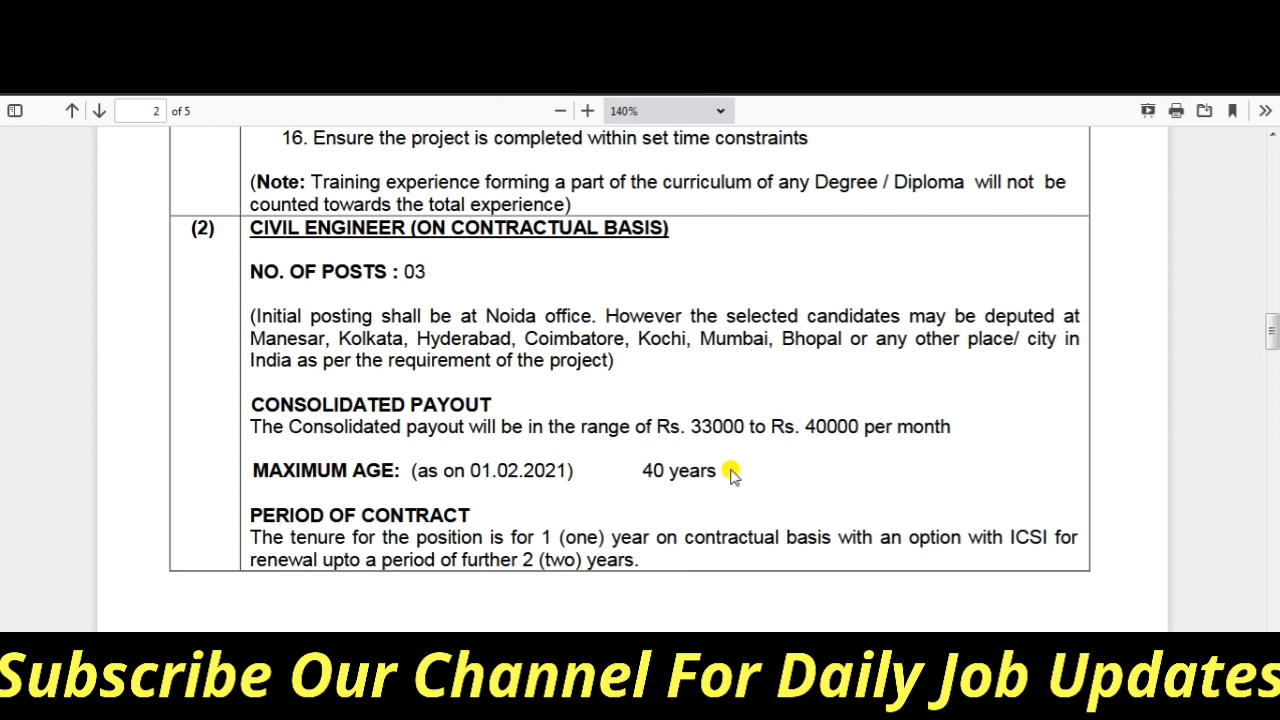 2 of 5
140%
16. Ensure the project is completed within set time constraints
(Note: Training experience forming a part of the curriculum of any Degree / Diploma will not be
counted towards the total experience)
(2) CIVIL ENGINEER (ON CONTRACTUAL BASIS)
NO. OF POSTS : 03
(Initial posting shall be at Noida office. However the selected candidates may be deputed at
Manesar, Kolkata, Hyderabad, Coimbatore, Kochi, Mumbai, Bhopal or any other place/ city in
India as per the requirement of the project)
CONSOLIDATED PAYOUT
The Consolidated payout will be in the range of Rs. 33000 to Rs. 40000 per month
MAXIMUM AGE: (as on 01.02.2021) 40 years
PERIOD OF CONTRACT
The tenure for the position is for 1 (one) year on contractual basis with an option with ICSI for
renewal upto a period of further 2 (two) years.
Subscribe Our Channel For Daily Job Updates